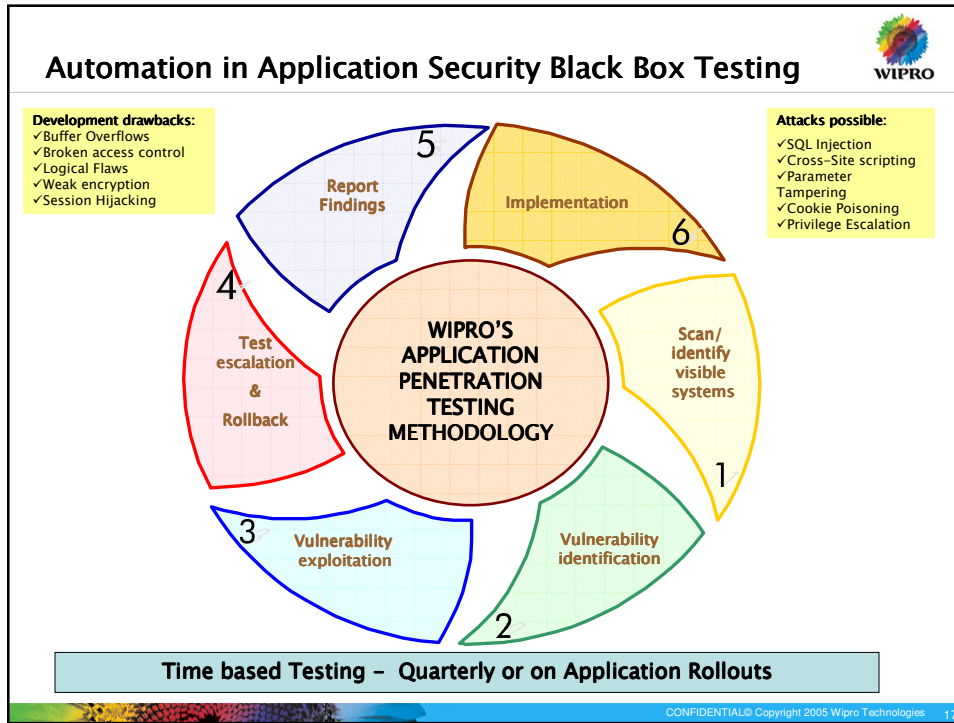 Automation in Application Security Black Box Testing
WIPRO
Development drawbacks:
✓Buffer Overflows
✓Broken access control
✓Logical Flaws
✓Weak encryption
✓Session Hijacking
Attacks possible:
✓SQL Injection
✓Cross-Site scripting
✓Parameter
Tampering
✓Cookie Poisoning
✓Privilege Escalation
5
Report
Findings
Implementation
6
4
Test
escalation
&
Rollback
WIPRO'S
APPLICATION
PENETRATION
TESTING
METHODOLOGY
Scan/
identify
visible
systems
1
3
Vulnerability
exploitation
Vulnerability
identification
2
Time based Testing – Quarterly or on Application Rollouts
CONFIDENTIAL© Copyright 2005 Wipro Technologies
17